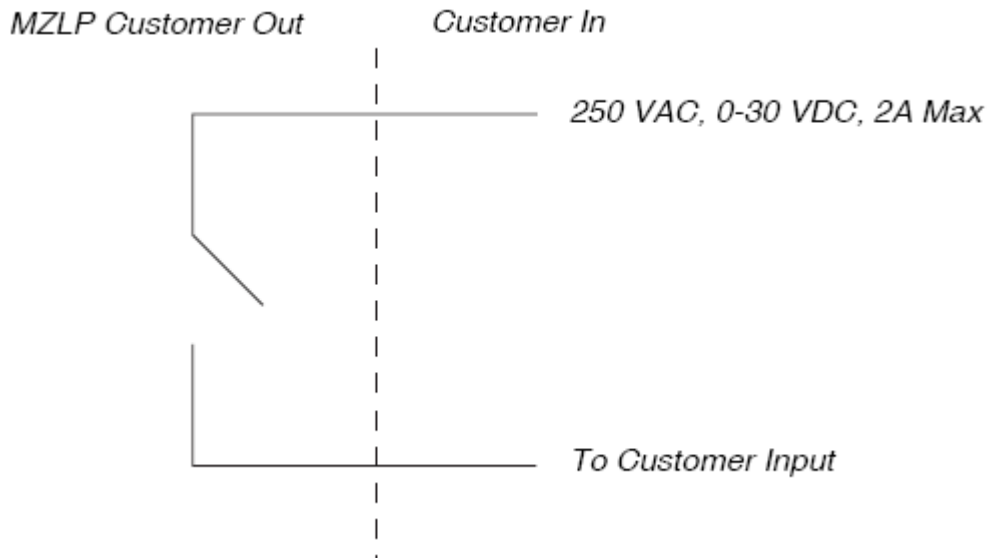 MZLP Customer Out
Customer In
250 VAC, 0-30 VDC, 2A Max
To Customer Input